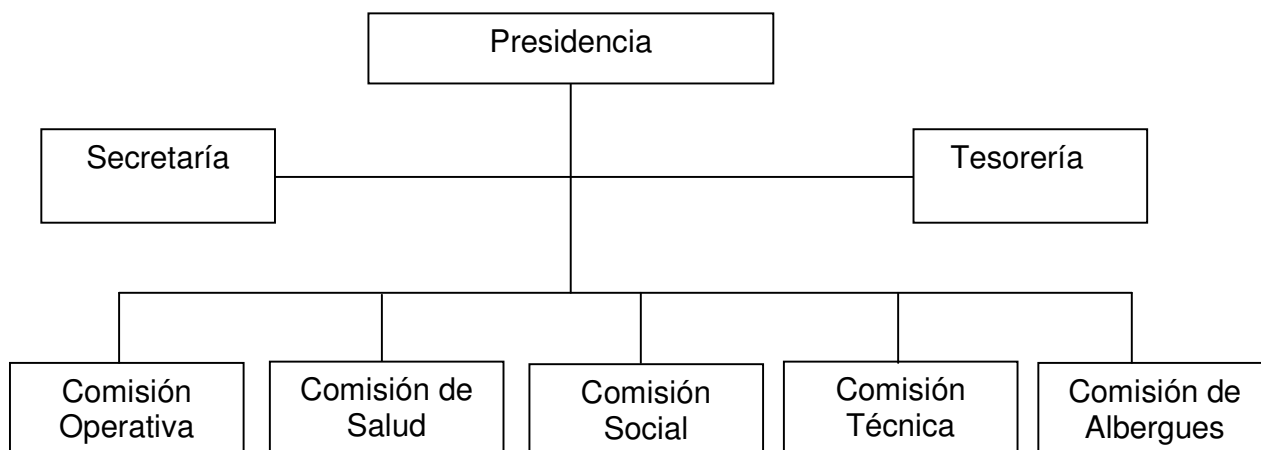 Presidencia
Secretaría
Tesorería
Comisión
Operativa
Comisión de
Salud
Comisión
Social
Comisión
Técnica
Comisión de
Albergues